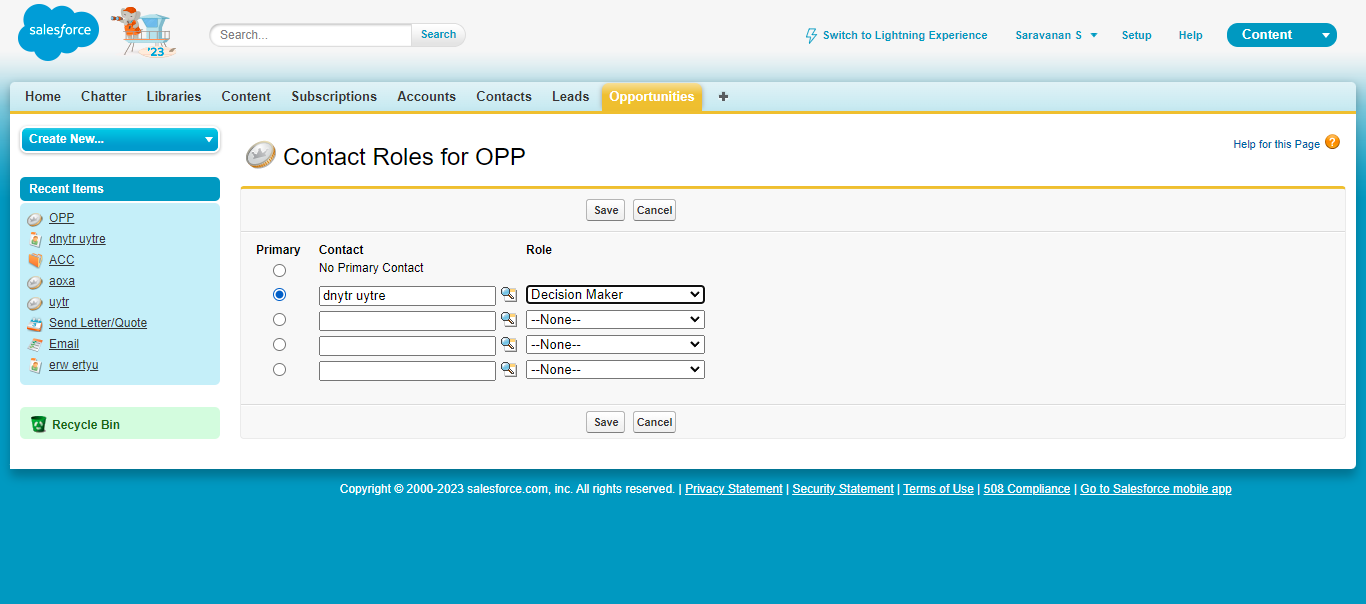 salesforce
'23
Search...
Search
Switch to Lightning Experience
Saravanan S
Setup
Help
Content
Home
Chatter
Libraries
Content
Subscriptions
Accounts
Contacts
Leads
Opportunities
+
Create New...
Recent Items
OPP
dnytr uytre
ACC
aoxa
uytr
Send Letter/Quote
Email
erw ertyu
Recycle Bin
Contact Roles for OPP
Help for this Page ?
Save Cancel
Primary Contact Role
No Primary Contact
dnytr uytre Decision Maker
--None--
--None--
--None--
Save Cancel
Copyright © 2000-2023 salesforce.com, inc. All rights reserved. | Privacy Statement | Security Statement | Terms of Use | 508 Compliance | Go to Salesforce mobile app